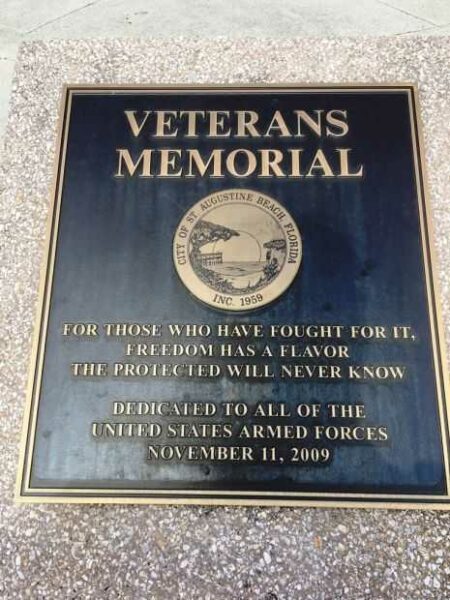 VETERANS
MEMORIAL
CITY OF ST. AUGUSTINE BEACH, FLORIDA
INC. 1959
FOR THOSE WHO HAVE FOUGHT FOR IT,
FREEDOM HAS A FLAVOR
THE PROTECTED WILL NEVER KNOW
DEDICATED TO ALL OF THE
UNITED STATES ARMED FORCES
NOVEMBER 11, 2009